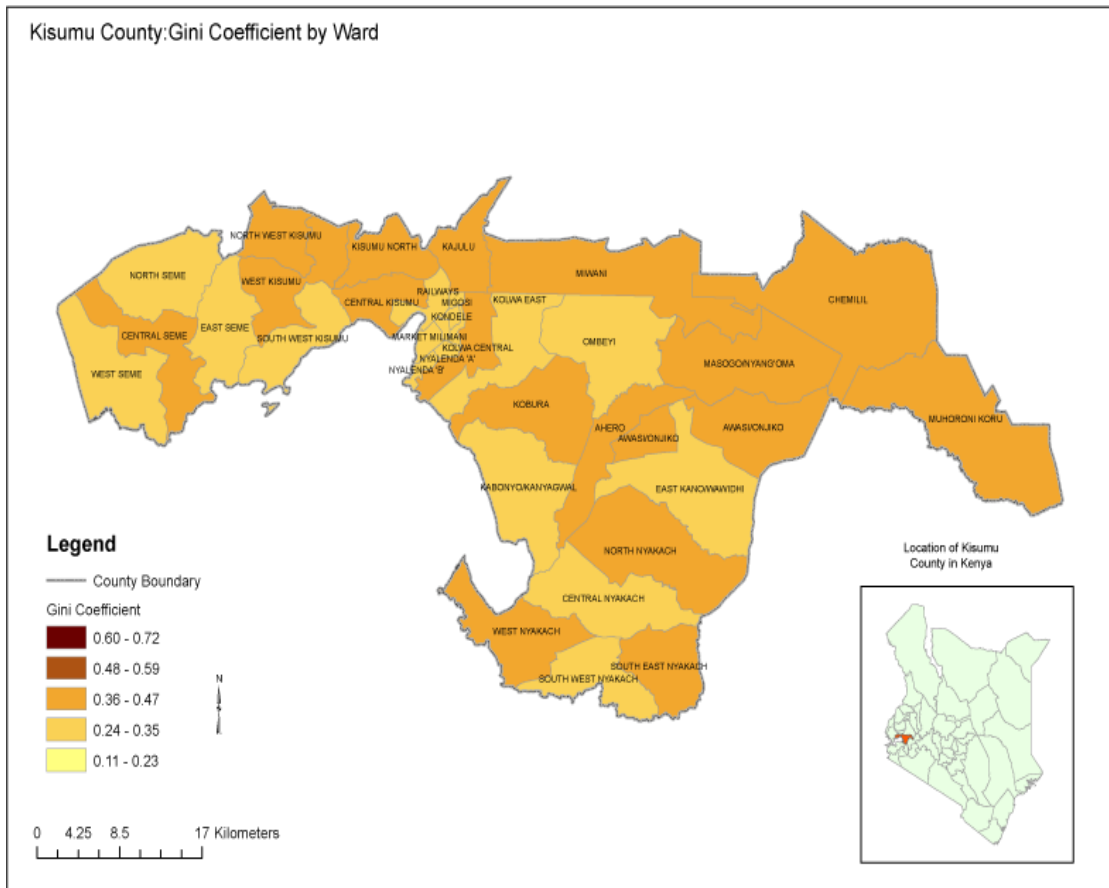 Kisumu County:Gini Coefficient by Ward
NORTH WEST KISUMU
KISUMU NORTH
KAJULU
NORTH SEME
WEST KISUMU
MIWANI
RAILWAYS
CENTRAL KISUMU
MIGOSI
KOLWA EAST
CHEMILIL
KONDELE
CENTRAL SEME
EAST SEME
SOUTH WEST KISUMU
MARKET MILIMANI
OMBEYI
KOLWA CENTRAL
NYALENDA 'A'
MASOGO/NYANG'OMA
WEST SEME
NYALENDA 'B'
KOBURA
MUHORONI KORU
AHERO
AWASI/ONJIKO
AWASI/ONJIKO
KABONYO/KANYAGWAL
EAST KANO/WAWIDHI
NORTH NYAKACH
CENTRAL NYAKACH
WEST NYAKACH
SOUTH EAST NYAKACH
SOUTH WEST NYAKACH
Legend
County Boundary
Gini Coefficient
0.60 - 0.72
0.48 - 0.59
0.36 - 0.47
0.24 - 0.35
0.11 - 0.23
N
0 4.25 8.5 17 Kilometers
Location of Kisumu
County in Kenya